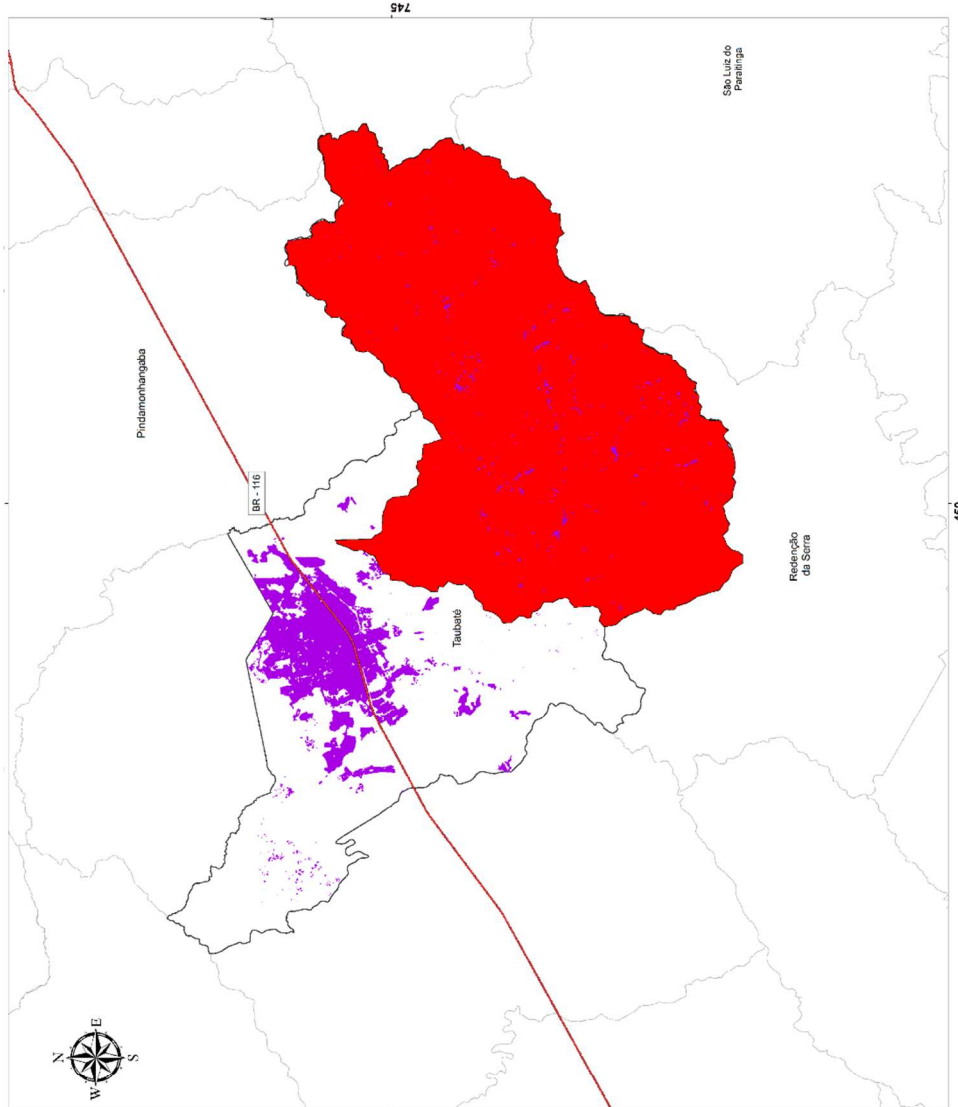 745
São Luiz do
Paraitinga
Pindamonhangaba
BR - 116
Taubaté
Redenção
da Serra
N
W
E
S